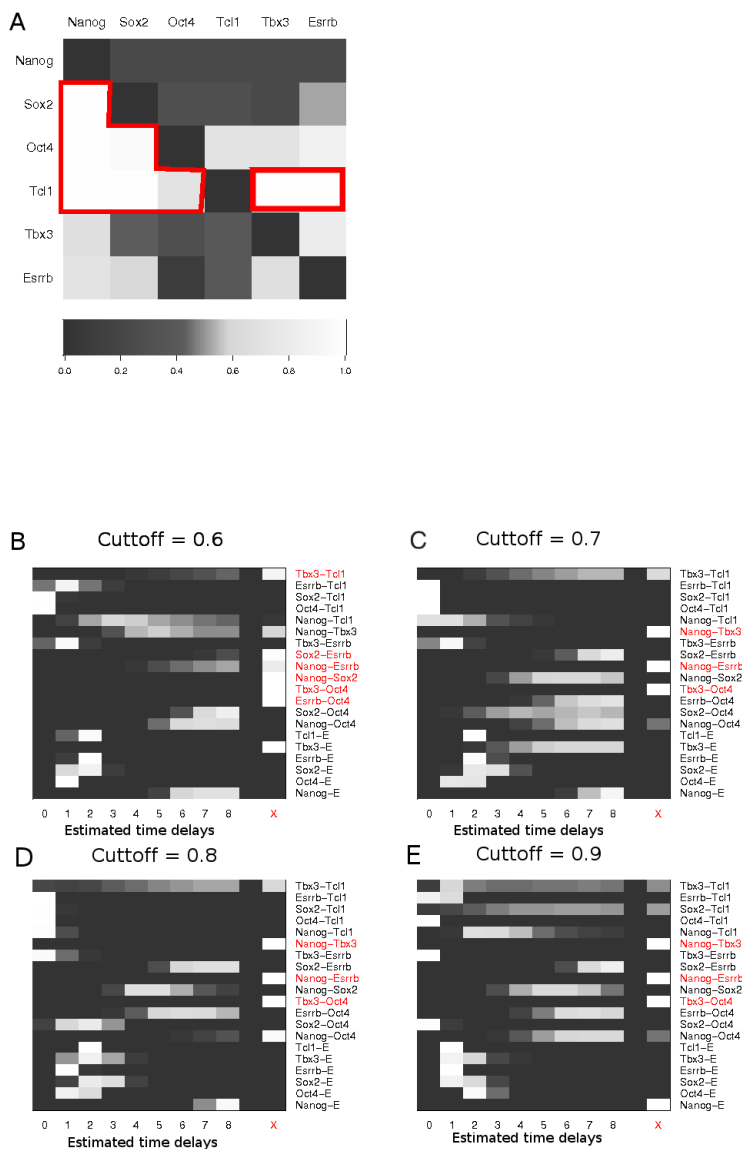 A
Nanog Sox2 Oct4 Tcl1 Tbx3 Esrrb
Nanog
Sox2
Oct4
Tcl1
Tbx3
Esrrb
0.0 0.2 0.4 0.6 0.8 1.0
B
Cuttoff = 0.6
Tbx3-Tcl1
Esrrb-Tcl1
Sox2-Tcl1
Oct4-Tcl1
Nanog-Tcl1
Nanog-Tbx3
Tbx3-Esrrb
Sox2-Esrrb
Nanog-Esrrb
Nanog-Sox2
Tbx3-Oct4
Esrrb-Oct4
Sox2-Oct4
Nanog-Oct4
Tcl1-E
Tbx3-E
Esrrb-E
Sox2-E
Oct4-E
Nanog-E
0 1 2 3 4 5 6 7 8 X
Estimated time delays
C
Cuttoff = 0.7
Tbx3-Tcl1
Esrrb-Tcl1
Sox2-Tcl1
Oct4-Tcl1
Nanog-Tcl1
Nanog-Tbx3
Tbx3-Esrrb
Sox2-Esrrb
Nanog-Esrrb
Nanog-Sox2
Tbx3-Oct4
Esrrb-Oct4
Sox2-Oct4
Nanog-Oct4
Tcl1-E
Tbx3-E
Esrrb-E
Sox2-E
Oct4-E
Nanog-E
0 1 2 3 4 5 6 7 8 X
Estimated time delays
D
Cuttoff = 0.8
Tbx3-Tcl1
Esrrb-Tcl1
Sox2-Tcl1
Oct4-Tcl1
Nanog-Tcl1
Nanog-Tbx3
Tbx3-Esrrb
Sox2-Esrrb
Nanog-Esrrb
Nanog-Sox2
Tbx3-Oct4
Esrrb-Oct4
Sox2-Oct4
Nanog-Oct4
Tcl1-E
Tbx3-E
Esrrb-E
Sox2-E
Oct4-E
Nanog-E
0 1 2 3 4 5 6 7 8 X
Estimated time delays
E
Cuttoff = 0.9
Tbx3-Tcl1
Esrrb-Tcl1
Sox2-Tcl1
Oct4-Tcl1
Nanog-Tcl1
Nanog-Tbx3
Tbx3-Esrrb
Sox2-Esrrb
Nanog-Esrrb
Nanog-Sox2
Tbx3-Oct4
Esrrb-Oct4
Sox2-Oct4
Nanog-Oct4
Tcl1-E
Tbx3-E
Esrrb-E
Sox2-E
Oct4-E
Nanog-E
0 1 2 3 4 5 6 7 8 X
Estimated time delays